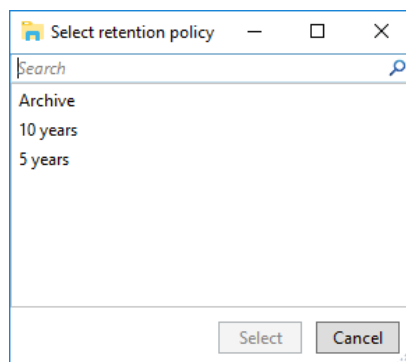 Select retention policy
Search
Archive
10 years
5 years
Select Cancel